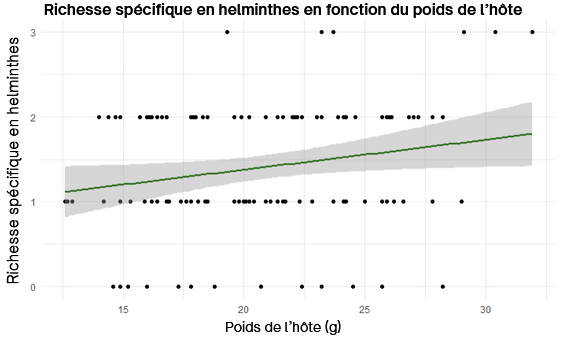 Richesse spécifique en helminthes en fonction du poids de l'hôte
Richesse spécifique en helminthes
3
2
1
0
15
20
25
30
Poids de l'hôte (g)